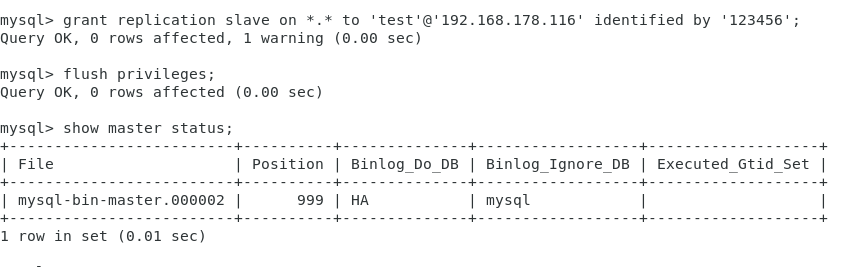 mysql> grant replication slave on *.* to 'test'@'192.168.178.116' identified by '123456';
Query OK, 0 rows affected, 1 warning (0.00 sec)
mysql> flush privileges;
Query OK, 0 rows affected (0.00 sec)
mysql> show master status;
+-------------------------+----------+--------------+------------------+-------------------+
| File                    | Position | Binlog_Do_DB | Binlog_Ignore_DB | Executed_Gtid_Set |
+-------------------------+----------+--------------+------------------+-------------------+
| mysql-bin-master.000002 |      999 | HA           | mysql            |                   |
+-------------------------+----------+--------------+------------------+-------------------+
1 row in set (0.01 sec)